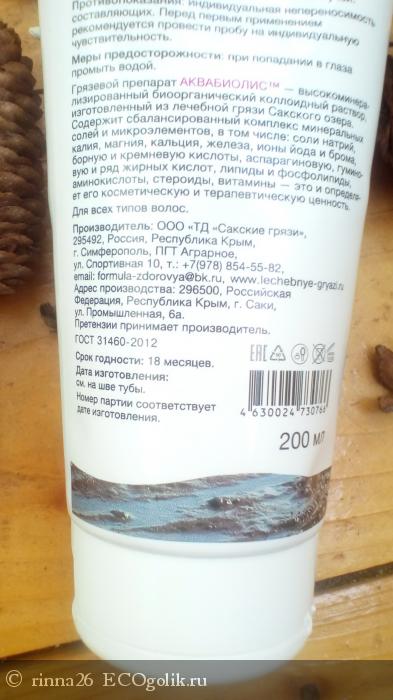 Противопоказания: индивидуальная непереносимость
составляющих. Перед первым применением
рекомендуется провести пробу на индивидуальную
чувствительность.
Меры предосторожности: при попадании в глаза
промыть водой.
Грязевой препарат АКВАБИОЛИС™ — высокоминера-
лизированный биоорганический коллоидный раствор,
изготовленный из лечебной грязи Сакского озера.
Содержит сбалансированный комплекс минеральных
солей и микроэлементов, в том числе: соли натрия,
калия, магния, кальция, железа, ионы йода и брома,
борную и кремневую кислоты, аспарагиновую, гумино-
вую и ряд жирных кислот, липиды и фосфолипиды,
аминокислоты, стероиды, витамины — это и определя-
ет его косметическую и терапевтическую ценность.
Для всех типов волос.
Производитель: ООО «ТД «Сакские грязи»,
295492, Россия, Республика Крым,
г. Симферополь, ПГТ Аграрное,
ул. Спортивная 10, т.: +7(978) 854-55-82,
email: formula-zdorovya@bk.ru, www.lechebnye-gryazi.ru
Адрес производства: 296500, Российская
Федерация, Республика Крым, г. Саки,
ул. Промышленная, 6а.
Претензии принимает производитель.
ГОСТ 31460-2012
Срок годности: 18 месяцев.
Дата изготовления:
см. на шве тубы.
Номер партии соответствует
дате изготовления.
EAC
4 630024 730766
200 мл
© rinna26 ECOgolik.ru